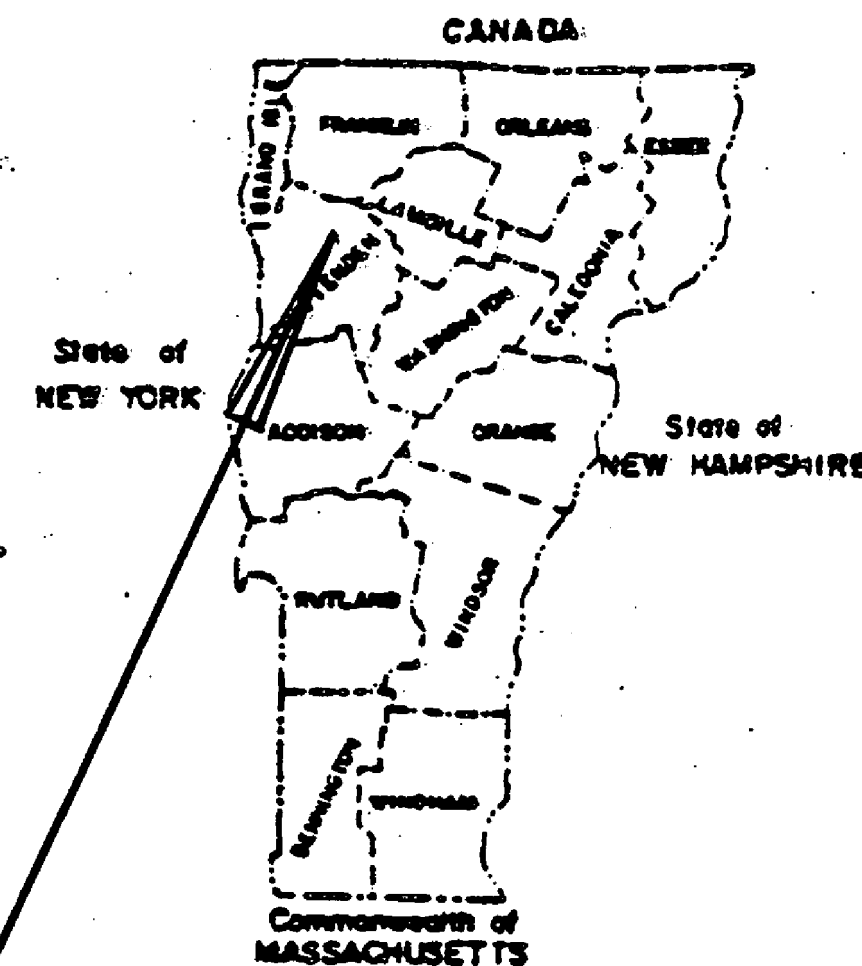 CANADA
GRAND ISLE
FRANKLIN
ORLEANS
ESSEX
LAMOILLE
TENDEN
CALEDONIA
WASHINGTON
State of
NEW YORK
ADDISON
ORANGE
State of
NEW HAMPSHIRE
RUTLAND
WINDSOR
BENNINGTON
WINDHAM
Commonwealth of
MASSACHUSETTS